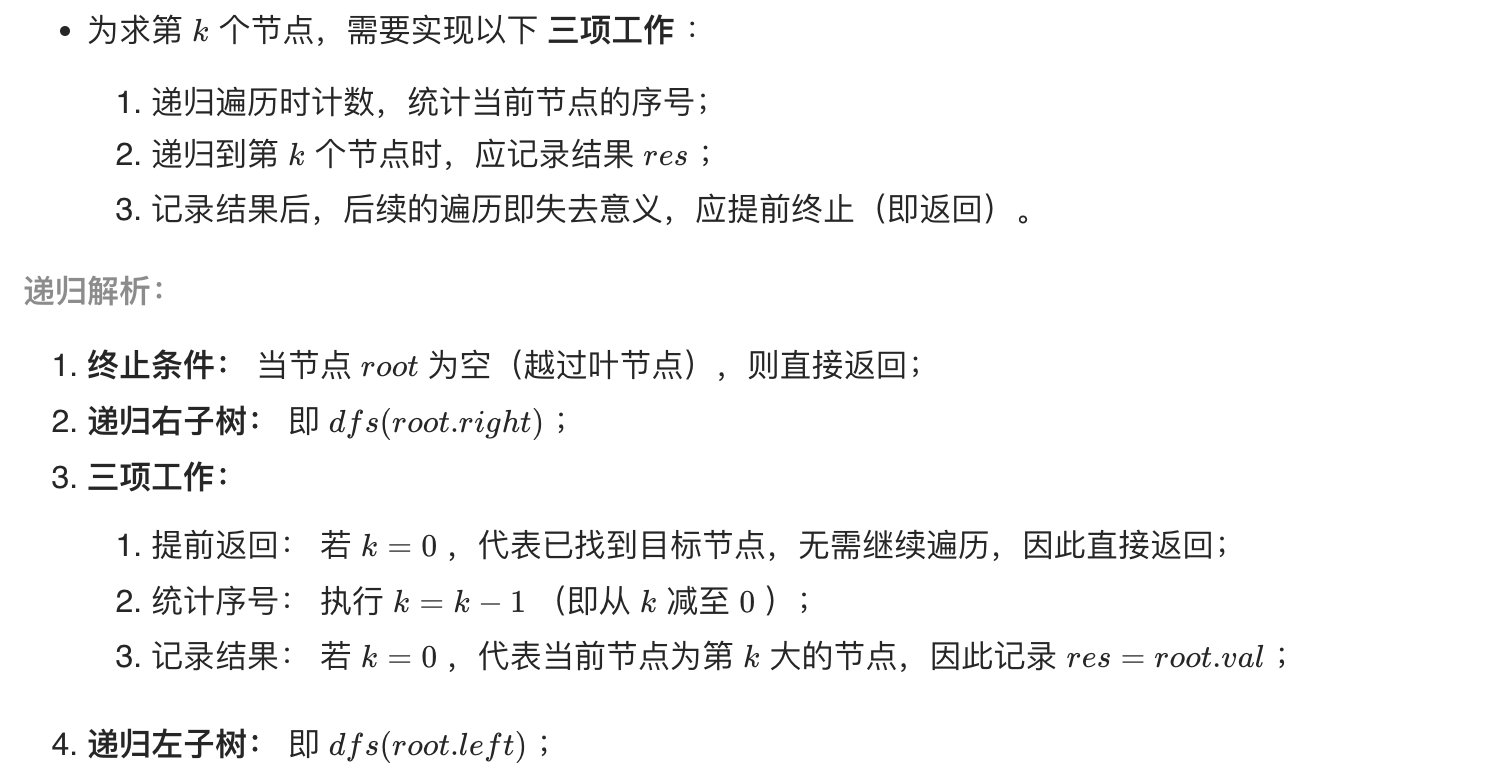 • 为求第 k 个节点，需要实现以下 三项工作 ：
1. 递归遍历时计数，统计当前节点的序号；
2. 递归到第 k 个节点时，应记录结果 res ；
3. 记录结果后，后续的遍历即失去意义，应提前终止（即返回）。
递归解析：
1. 终止条件： 当节点 root 为空（越过叶节点），则直接返回；
2. 递归右子树： 即 dfs(root.right) ；
3. 三项工作：
1. 提前返回： 若 k = 0 ，代表已找到目标节点，无需继续遍历，因此直接返回；
2. 统计序号： 执行 k = k − 1 （即从 k 减至 0 ）；
3. 记录结果： 若 k = 0 ，代表当前节点为第 k 大的节点，因此记录 res = root.val ；
4. 递归左子树： 即 dfs(root.left) ；